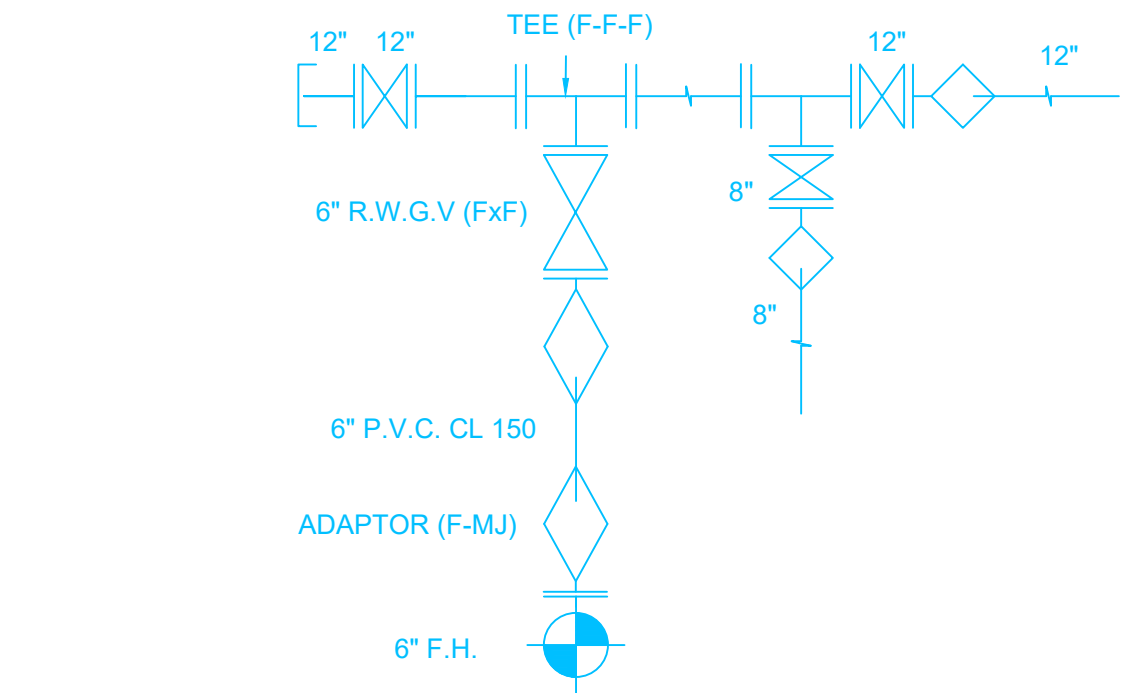 TEE (F-F-F)
12" 12" 12" 12"
8"
6" R.W.G.V (FxF)
8"
6" P.V.C. CL 150
ADAPTOR (F-MJ)
6" F.H.